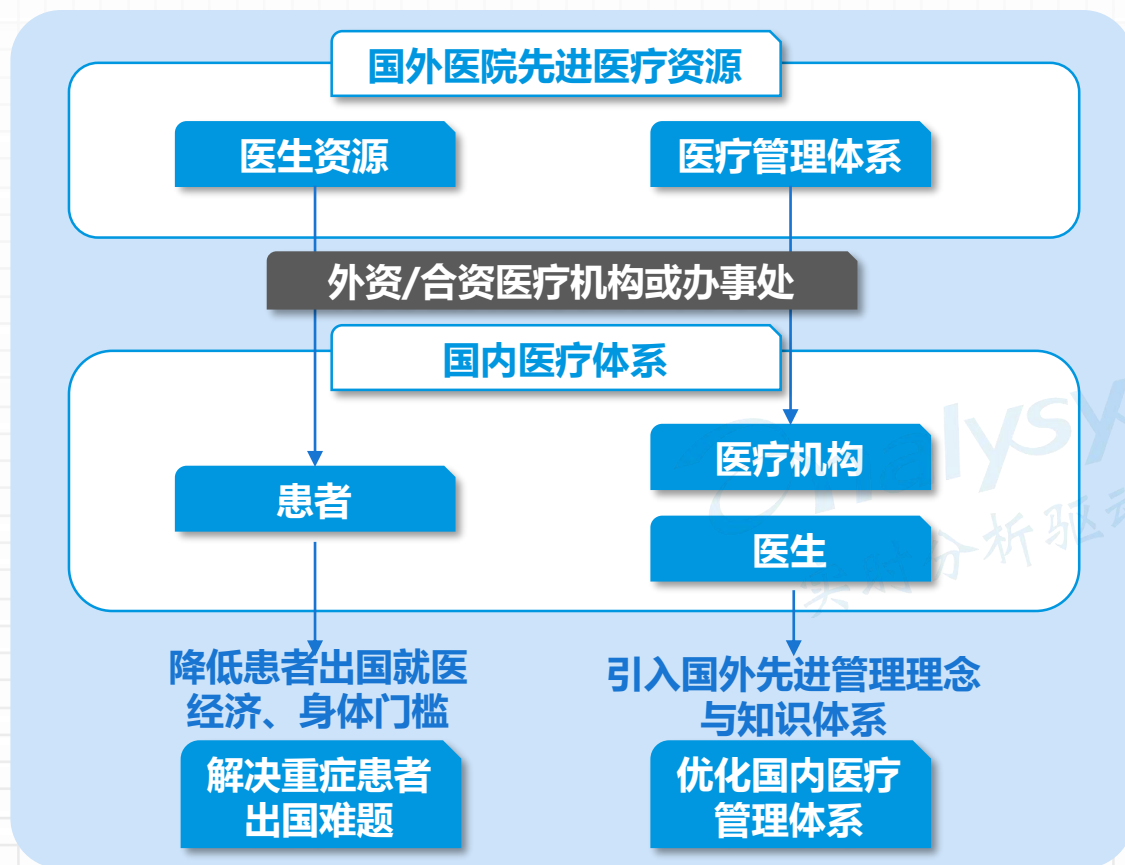 国外医院先进医疗资源
医生资源
医疗管理体系
外资/合资医疗机构或办事处
国内医疗体系
医疗机构
患者
医生
降低患者出国就医
经济、身体门槛
引入国外先进管理理念
与知识体系
解决重症患者
出国难题
优化国内医疗
管理体系